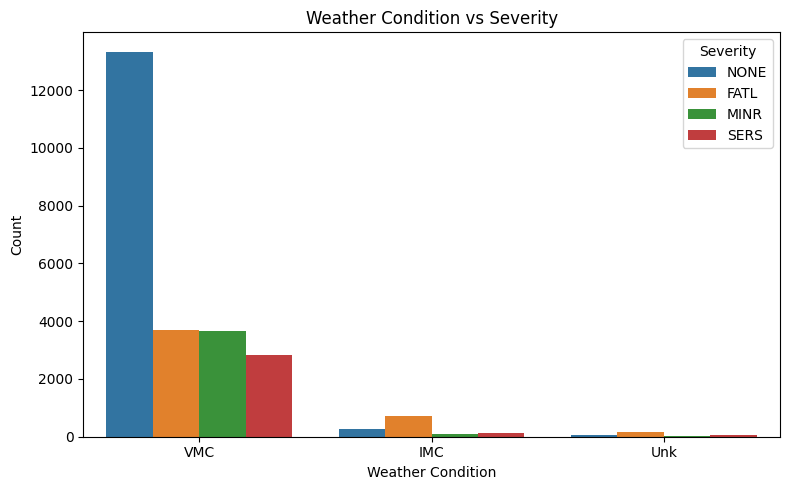 Weather Condition vs Severity
Severity
NONE
FATL
MINR
SERS
12000
10000
8000
6000
4000
2000
0
Count
VMC
IMC
Unk
Weather Condition